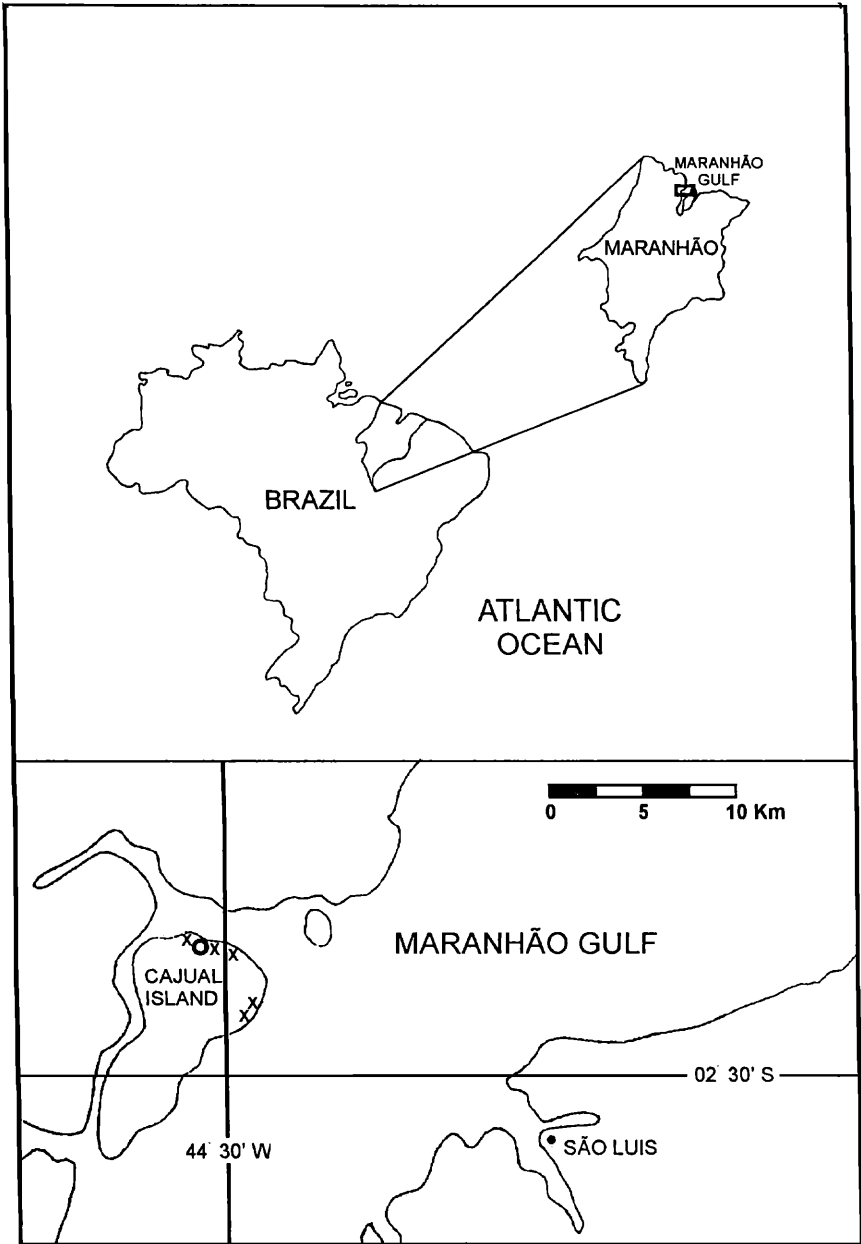 MARANHÃO
GULF
MARANHÃO
BRAZIL
ATLANTIC
OCEAN
0 5 10 Km
MARANHÃO GULF
x x x
CAJUAL
ISLAND
x
x
02° 30' S
44° 30' W
SÃO LUIS